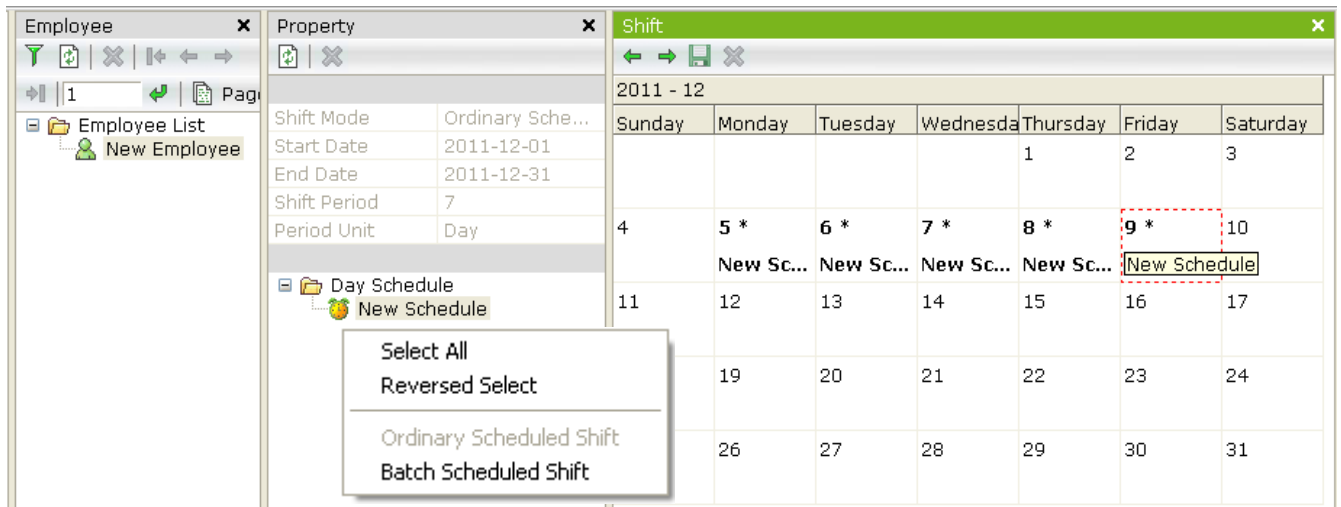 Employee
1
Page
Employee List
New Employee
Property
Shift Mode Ordinary Sche...
Start Date 2011-12-01
End Date 2011-12-31
Shift Period 7
Period Unit Day
Day Schedule
New Schedule
Select All
Reversed Select
Ordinary Scheduled Shift
Batch Scheduled Shift
Shift
2011 - 12
Sunday Monday Tuesday Wednesda Thursday Friday Saturday
1 2 3
4 5 * 6 * 7 * 8 * 9 * 10
New Sc... New Sc... New Sc... New Sc... New Schedule
11 12 13 14 15 16 17
19 20 21 22 23 24
26 27 28 29 30 31